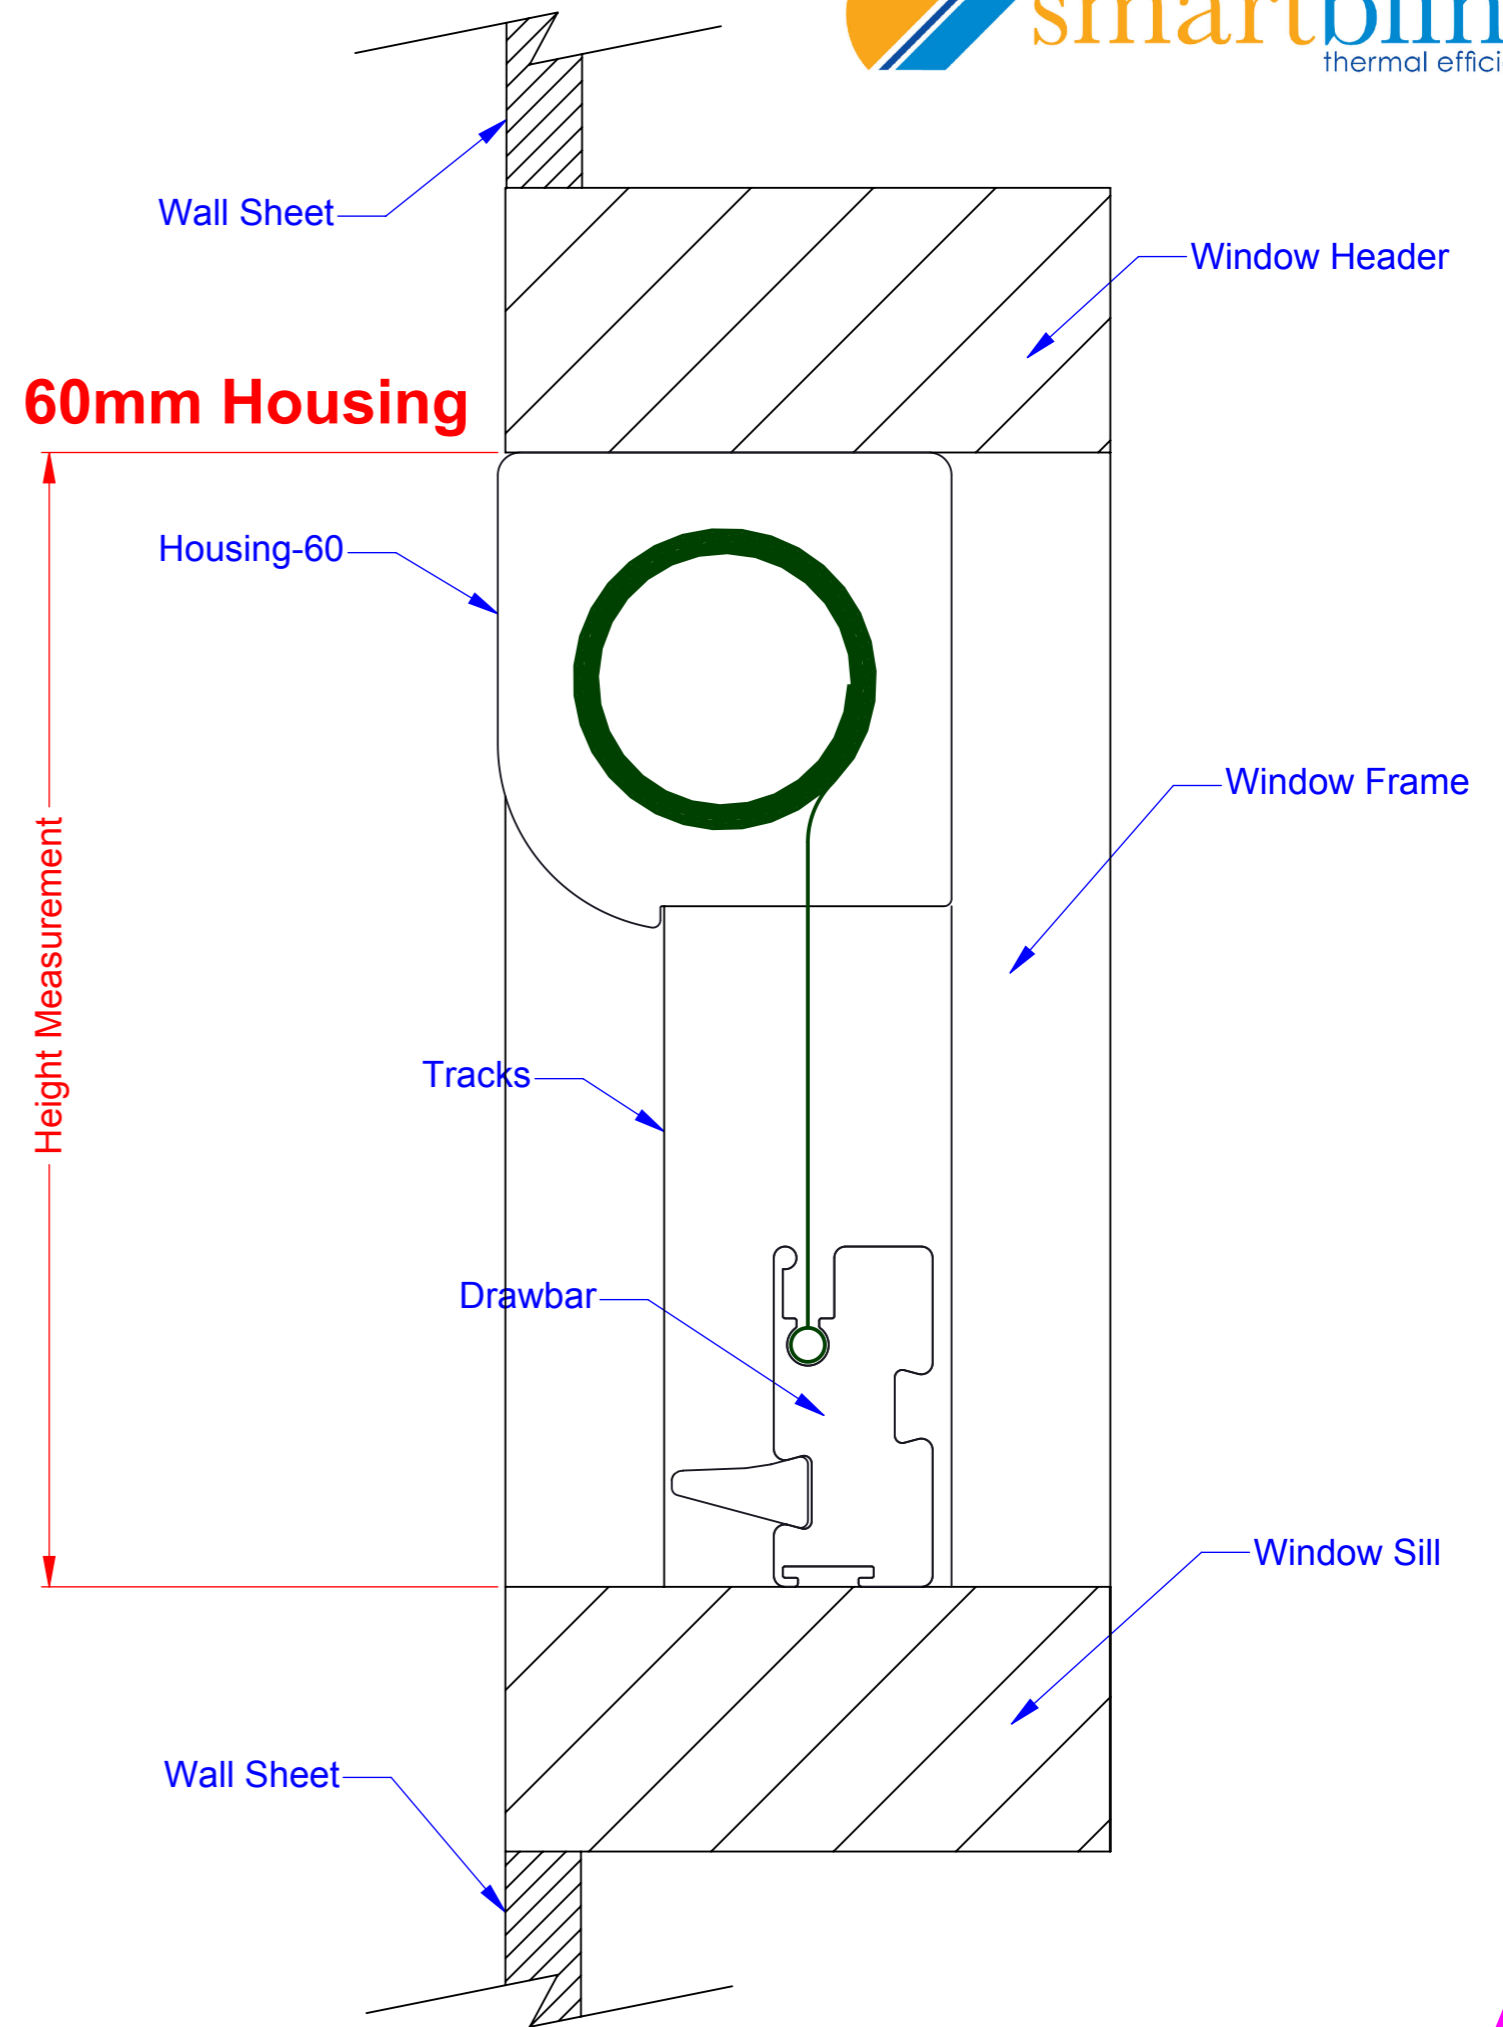 smart
thermal
Wall Sheet
Window Header
60mm Housing
Housing-60
Window Frame
Height Measurement
Tracks
Drawbar
Window Sill
Wall Sheet